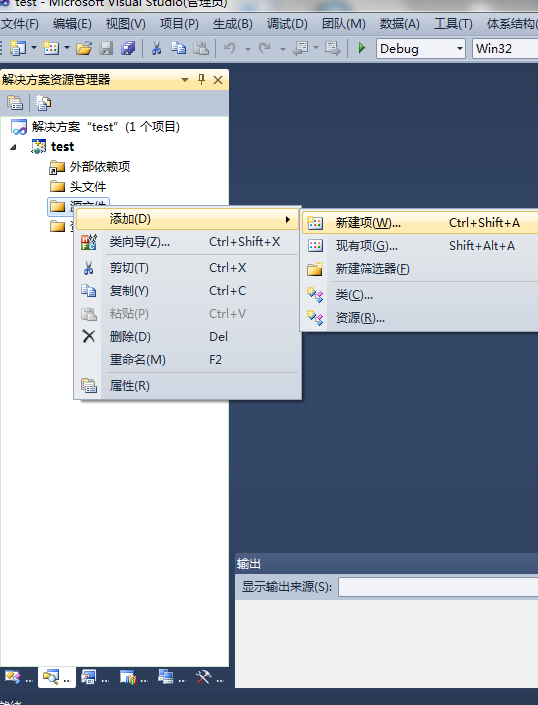 test - Microsoft Visual Studio(管理员)
文件(F) 编辑(E) 视图(V) 项目(P) 生成(B) 调试(D) 团队(M) 数据(A) 工具(T) 体系结构(
Debug Win32
解决方案资源管理器
解决方案“test”(1 个项目)
test
外部依赖项
头文件
源文件
添加(D)
新建项(W)... Ctrl+Shift+A
类向导(Z)... Ctrl+Shift+X
现有项(G)... Shift+Alt+A
剪切(T) Ctrl+X
新建筛选器(F)
复制(Y) Ctrl+C
类(C)...
粘贴(P) Ctrl+V
资源(R)...
删除(D) Del
重命名(M) F2
属性(R)
输出
显示输出来源(S):
... ... ... ... ... ...